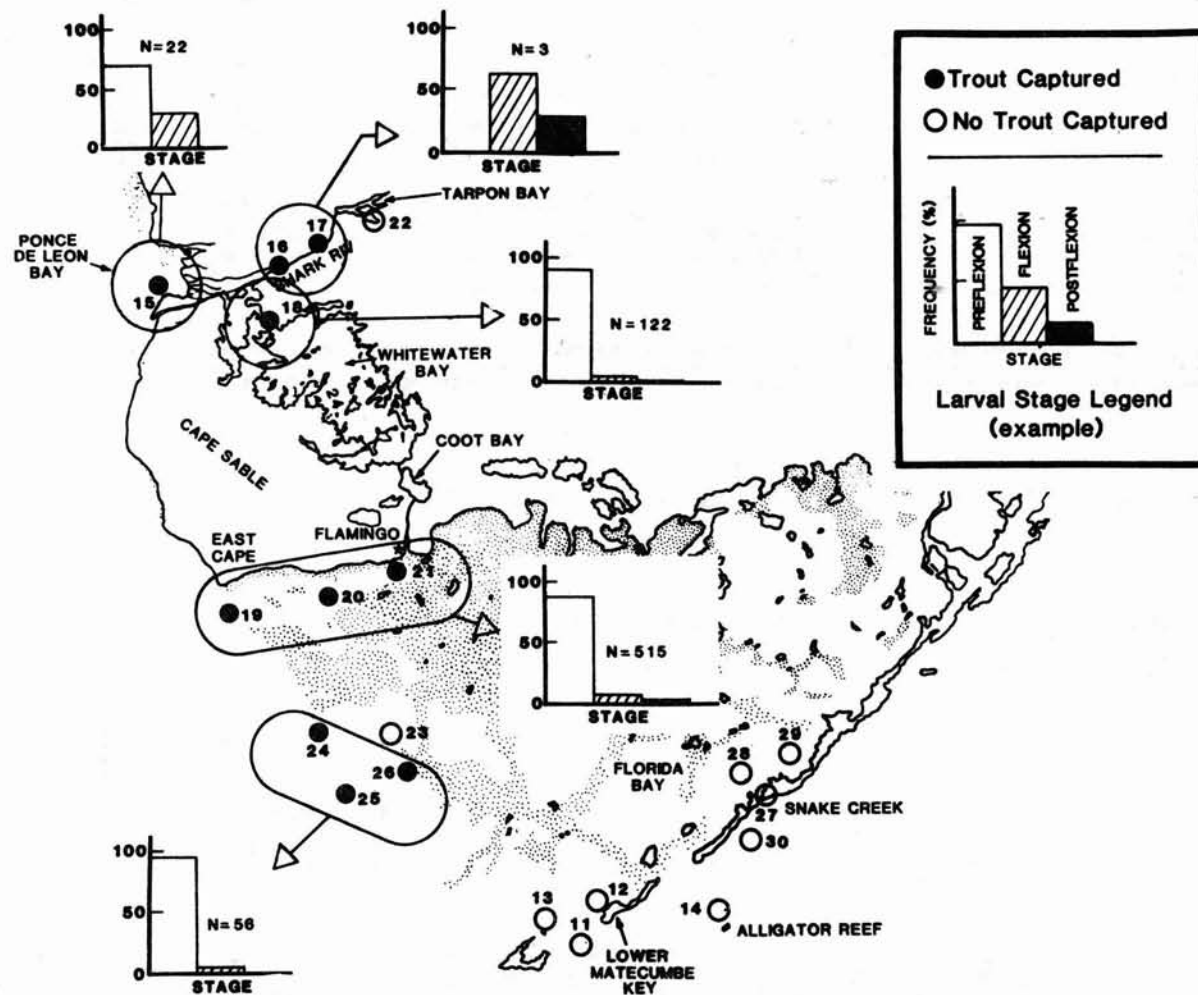 100
50
0
N=22
STAGE
100
50
0
N=3
STAGE
Trout Captured
No Trout Captured
FREQUENCY (%)
PREFLEXION
FLEXION
POSTFLEXION
STAGE
Larval Stage Legend
(example)
TARPON BAY
22
17
16
PONCE
DE LEON
BAY
15
18
100
50
0
N=122
WHITEWATER
BAY
CAPE SABLE
COOT BAY
FLAMINGO
EAST
CAPE
21
20
19
100
50
0
N=515
STAGE
24
23
26
25
29
28
FLORIDA
BAY
27
SNAKE CREEK
30
100
50
0
N=56
STAGE
13
12
11
14
ALLIGATOR REEF
LOWER
MATECUMBE
KEY